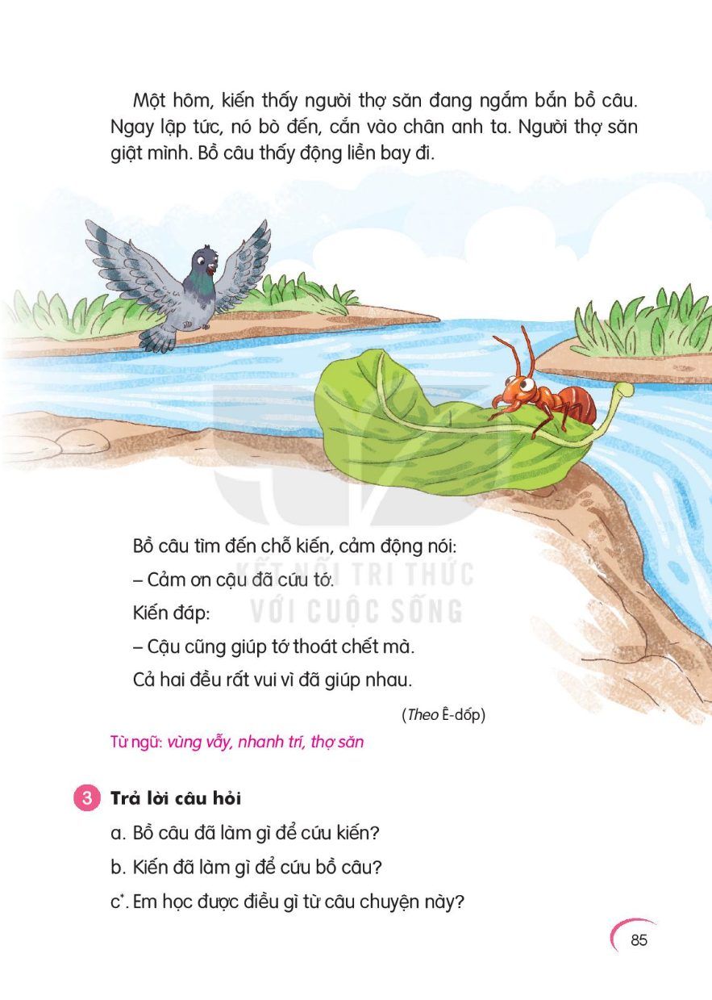 Một hôm, kiến thấy người thợ săn đang ngắm bắn bồ câu.
Ngay lập tức, nó bò đến, cắn vào chân anh ta. Người thợ săn
giật mình. Bồ câu thấy động liền bay đi.
Bồ câu tìm đến chỗ kiến, cảm động nói:
– Cảm ơn cậu đã cứu tớ.
KẾT NỐI TRI THỨC
Kiến đáp:
VỚI CUỘC SỐNG
– Cậu cũng giúp tớ thoát chết mà.
Cả hai đều rất vui vì đã giúp nhau.
(Theo Ê-dốp)
Từ ngữ: vùng vẫy, nhanh trí, thợ săn
3 Trả lời câu hỏi
a. Bồ câu đã làm gì để cứu kiến?
b. Kiến đã làm gì để cứu bồ câu?
c*. Em học được điều gì từ câu chuyện này?
85